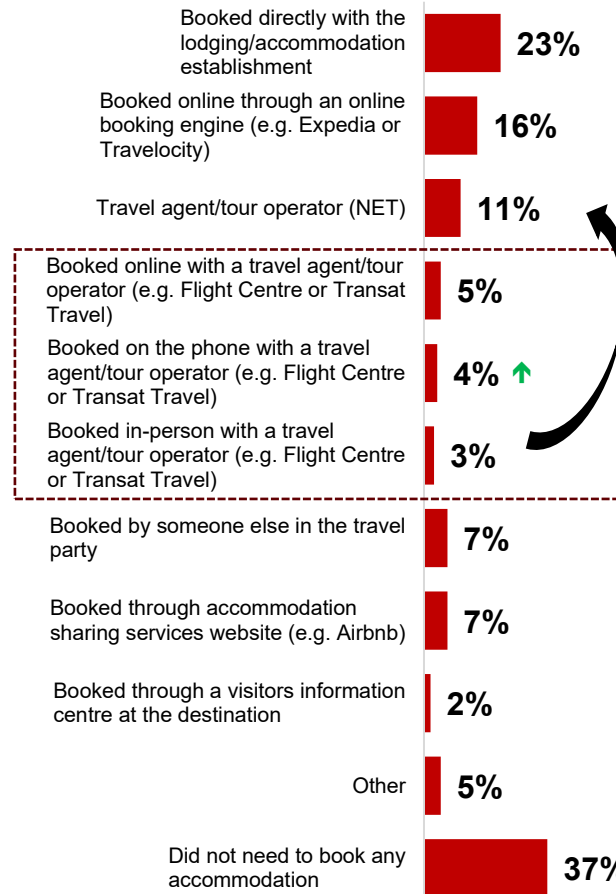 Booked directly with the
lodging/accommodation
establishment
23%
Booked online through an online
booking engine (e.g. Expedia or
Travelocity)
16%
Travel agent/tour operator (NET)
11%
Booked online with a travel agent/tour
operator (e.g. Flight Centre or Transat
Travel)
5%
Booked on the phone with a travel
agent/tour operator (e.g. Flight Centre
or Transat Travel)
4%
Booked in-person with a travel
agent/tour operator (e.g. Flight Centre
or Transat Travel)
3%
Booked by someone else in the travel
party
7%
Booked through accommodation
sharing services website (e.g. Airbnb)
7%
Booked through a visitors information
centre at the destination
2%
Other
5%
Did not need to book any
accommodation
37%